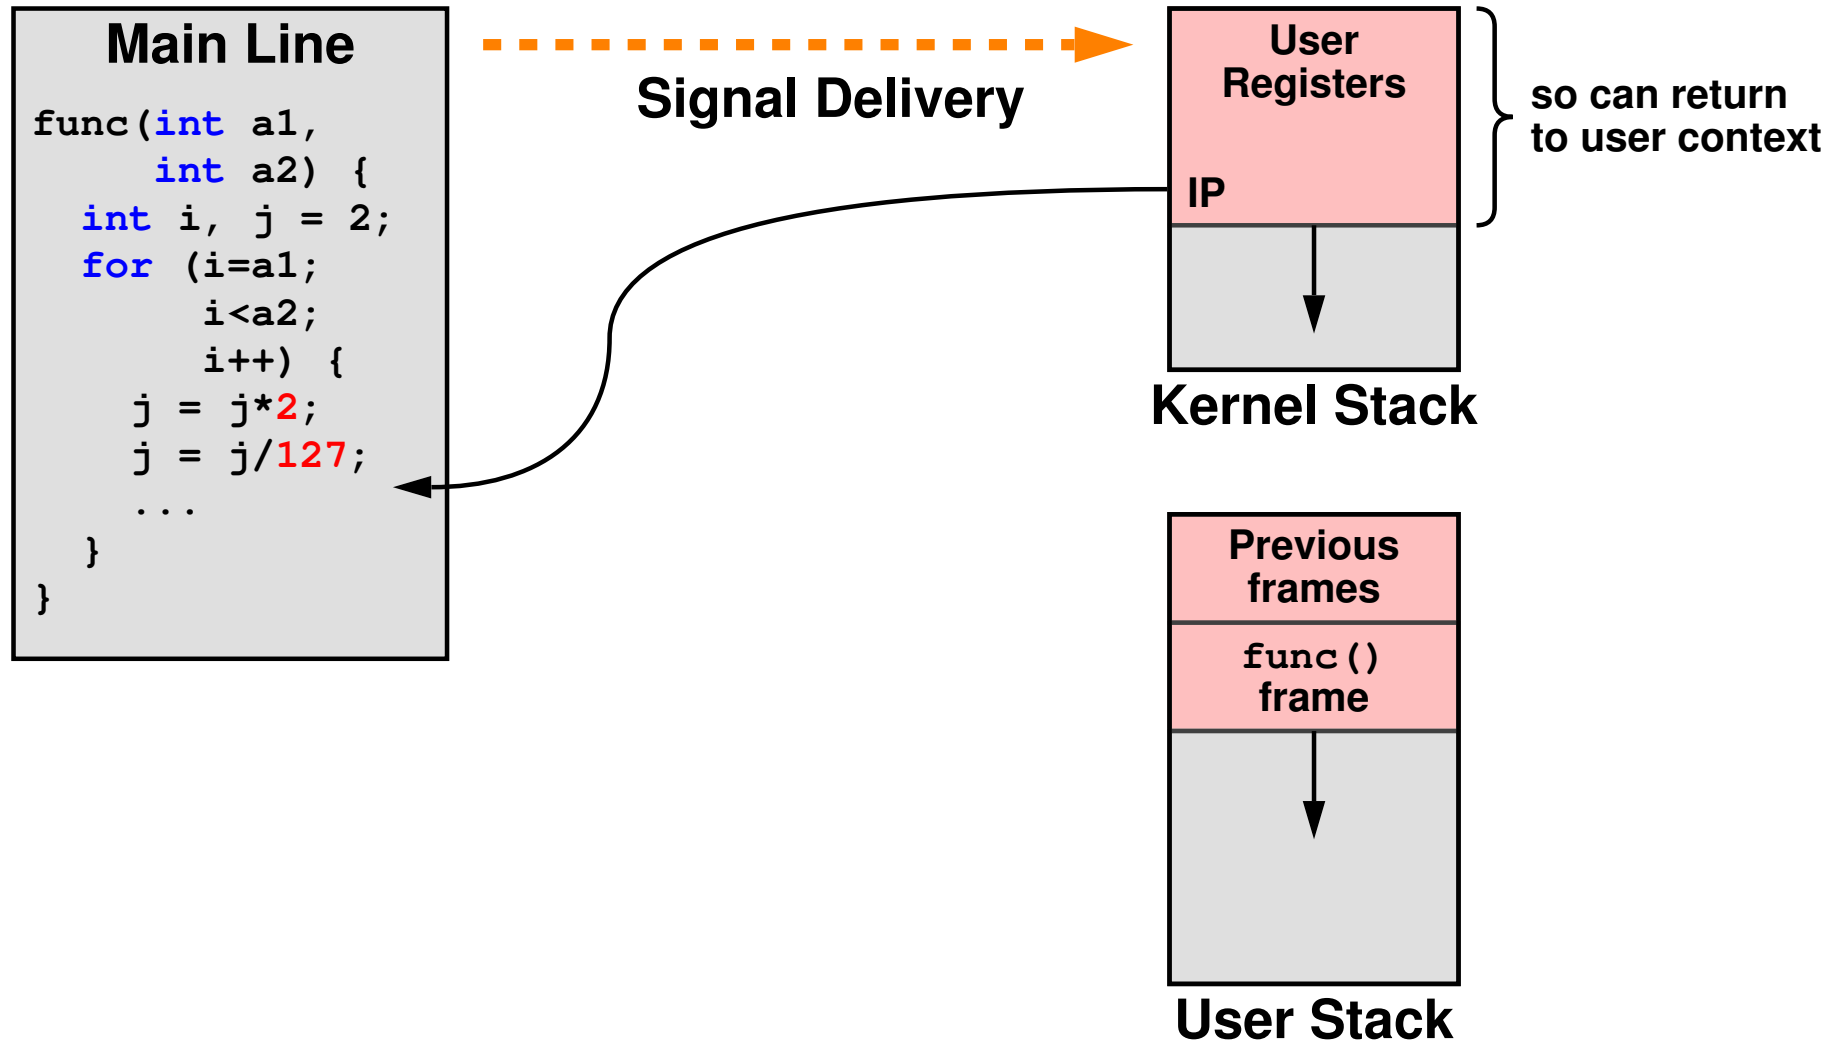 Main Line
func(int a1,
     int a2) {
  int i, j = 2;
  for (i=a1;
       i<a2;
       i++) {
    j = j*2;
    j = j/127;
    ...
  }
}
Signal Delivery
User
Registers
IP
so can return
to user context
Kernel Stack
Previous
frames
func()
frame
User Stack